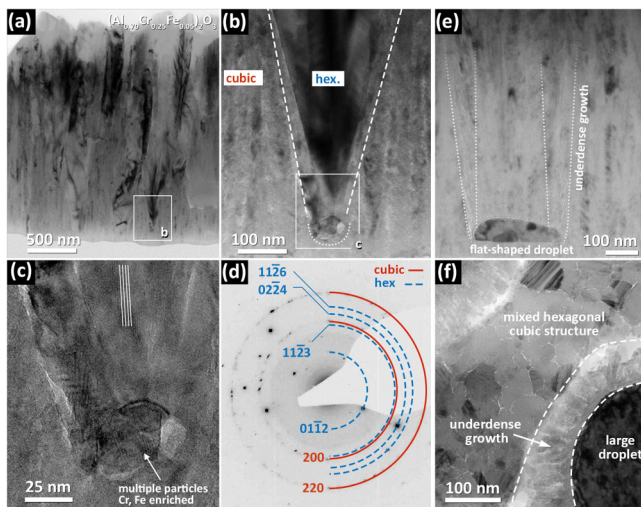 (a)
(Al0.70Cr0.25Fe0.05)2O3
b
500 nm
(b)
cubic
hex.
c
100 nm
(e)
underdense growth
flat-shaped droplet
100 nm
(c)
multiple particles
Cr, Fe enriched
25 nm
(d)
112̄6
022̄4
112̄3
011̄2
200
220
cubic
hex
(f)
mixed hexagonal
cubic structure
underdense
growth
large
droplet
100 nm